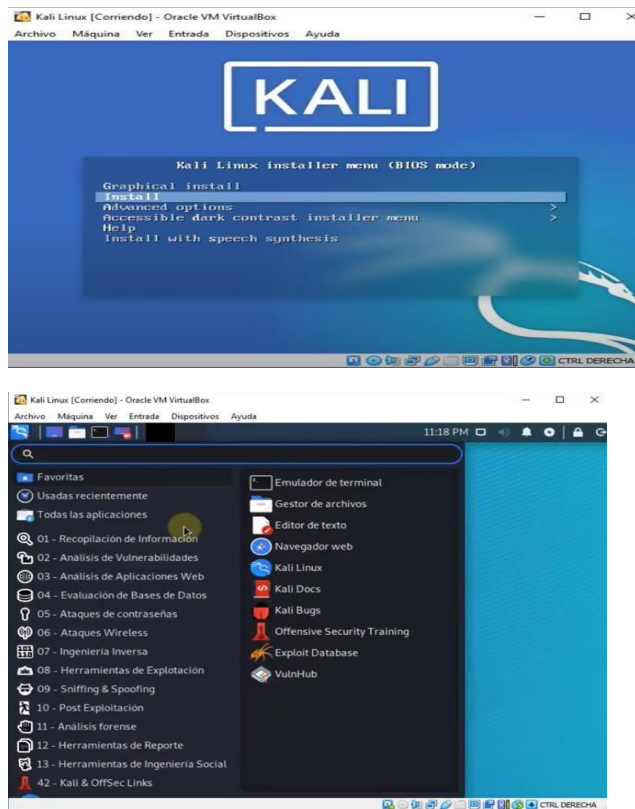 Kali Linux [Corriendo] - Oracle VM VirtualBox
Archivo Máquina Ver Entrada Dispositivos Ayuda
KALI
Kali Linux installer menu (BIOS mode)
Graphical install
Install
Advanced options >
Accessible dark contrast installer menu >
Help
Install with speech synthesis
CTRL DERECHA
Kali Linux [Corriendo] - Oracle VM VirtualBox
Archivo Máquina Ver Entrada Dispositivos Ayuda
11:18 PM
Favoritas
Usadas recientemente
Todas las aplicaciones
01 - Recopilación de Información
02 - Análisis de Vulnerabilidades
03 - Análisis de Aplicaciones Web
04 - Evaluación de Bases de Datos
05 - Ataques de contraseñas
06 - Ataques Wireless
07 - Ingeniería Inversa
08 - Herramientas de Explotación
09 - Sniffing & Spoofing
10 - Post Explotación
11 - Análisis forense
12 - Herramientas de Reporte
13 - Herramientas de Ingeniería Social
42 - Kali & OffSec Links
Emulador de terminal
Gestor de archivos
Editor de texto
Navegador web
Kali Linux
Kali Docs
Kali Bugs
Offensive Security Training
Exploit Database
VulnHub
CTRL DERECHA